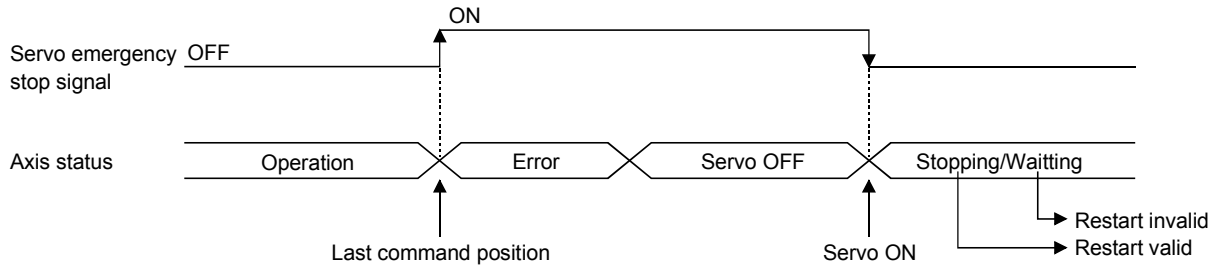 ON
Servo emergency OFF
stop signal
Axis status
Operation
Error
Servo OFF
Stopping/Waitting
Restart invalid
Restart valid
Last command position
Servo ON